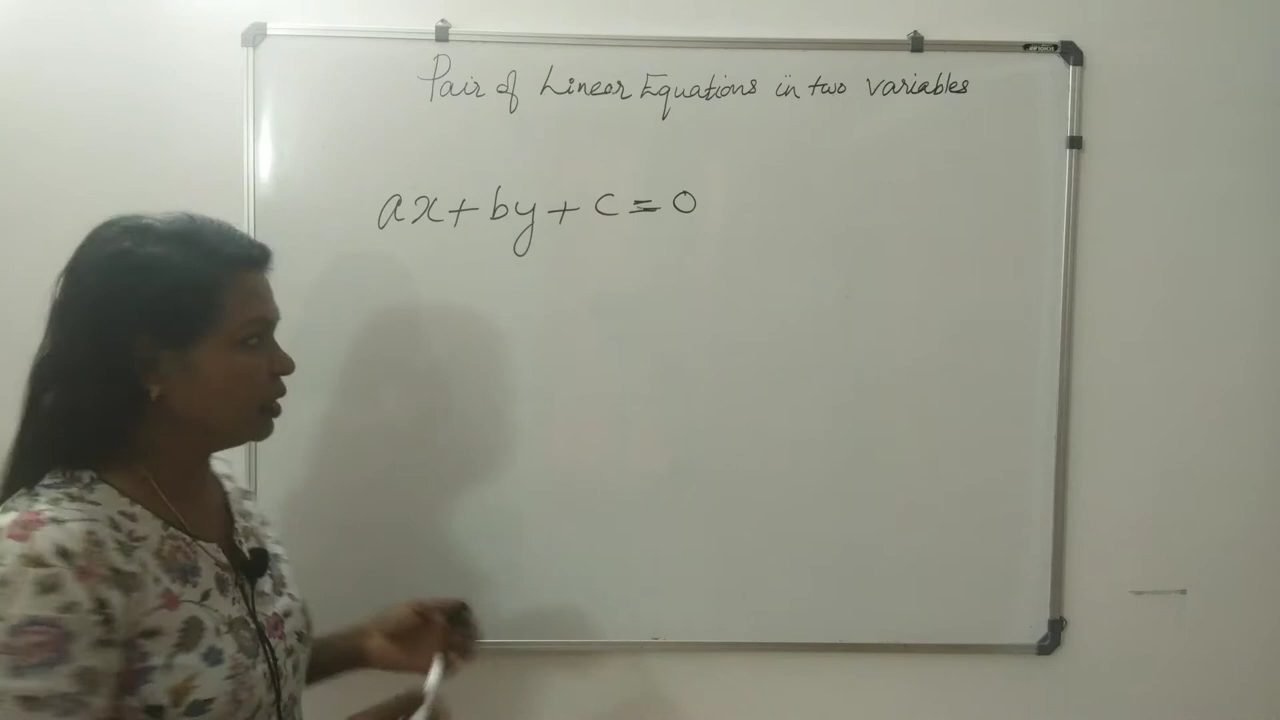 Pair of Linear Equations in two variables
ax + by + c = 0